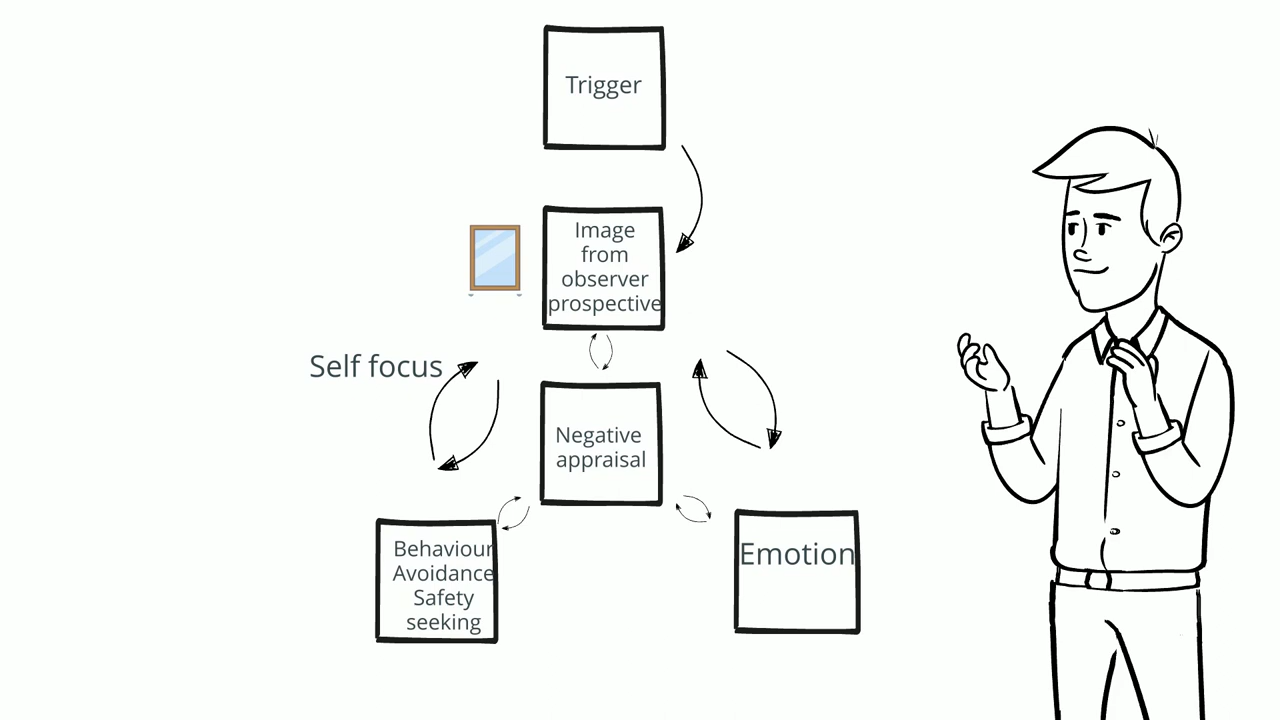 Trigger
Image
from
observer
prospective
Self focus
Negative
appraisal
Behaviour
Avoidance
Safety
seeking
Emotion